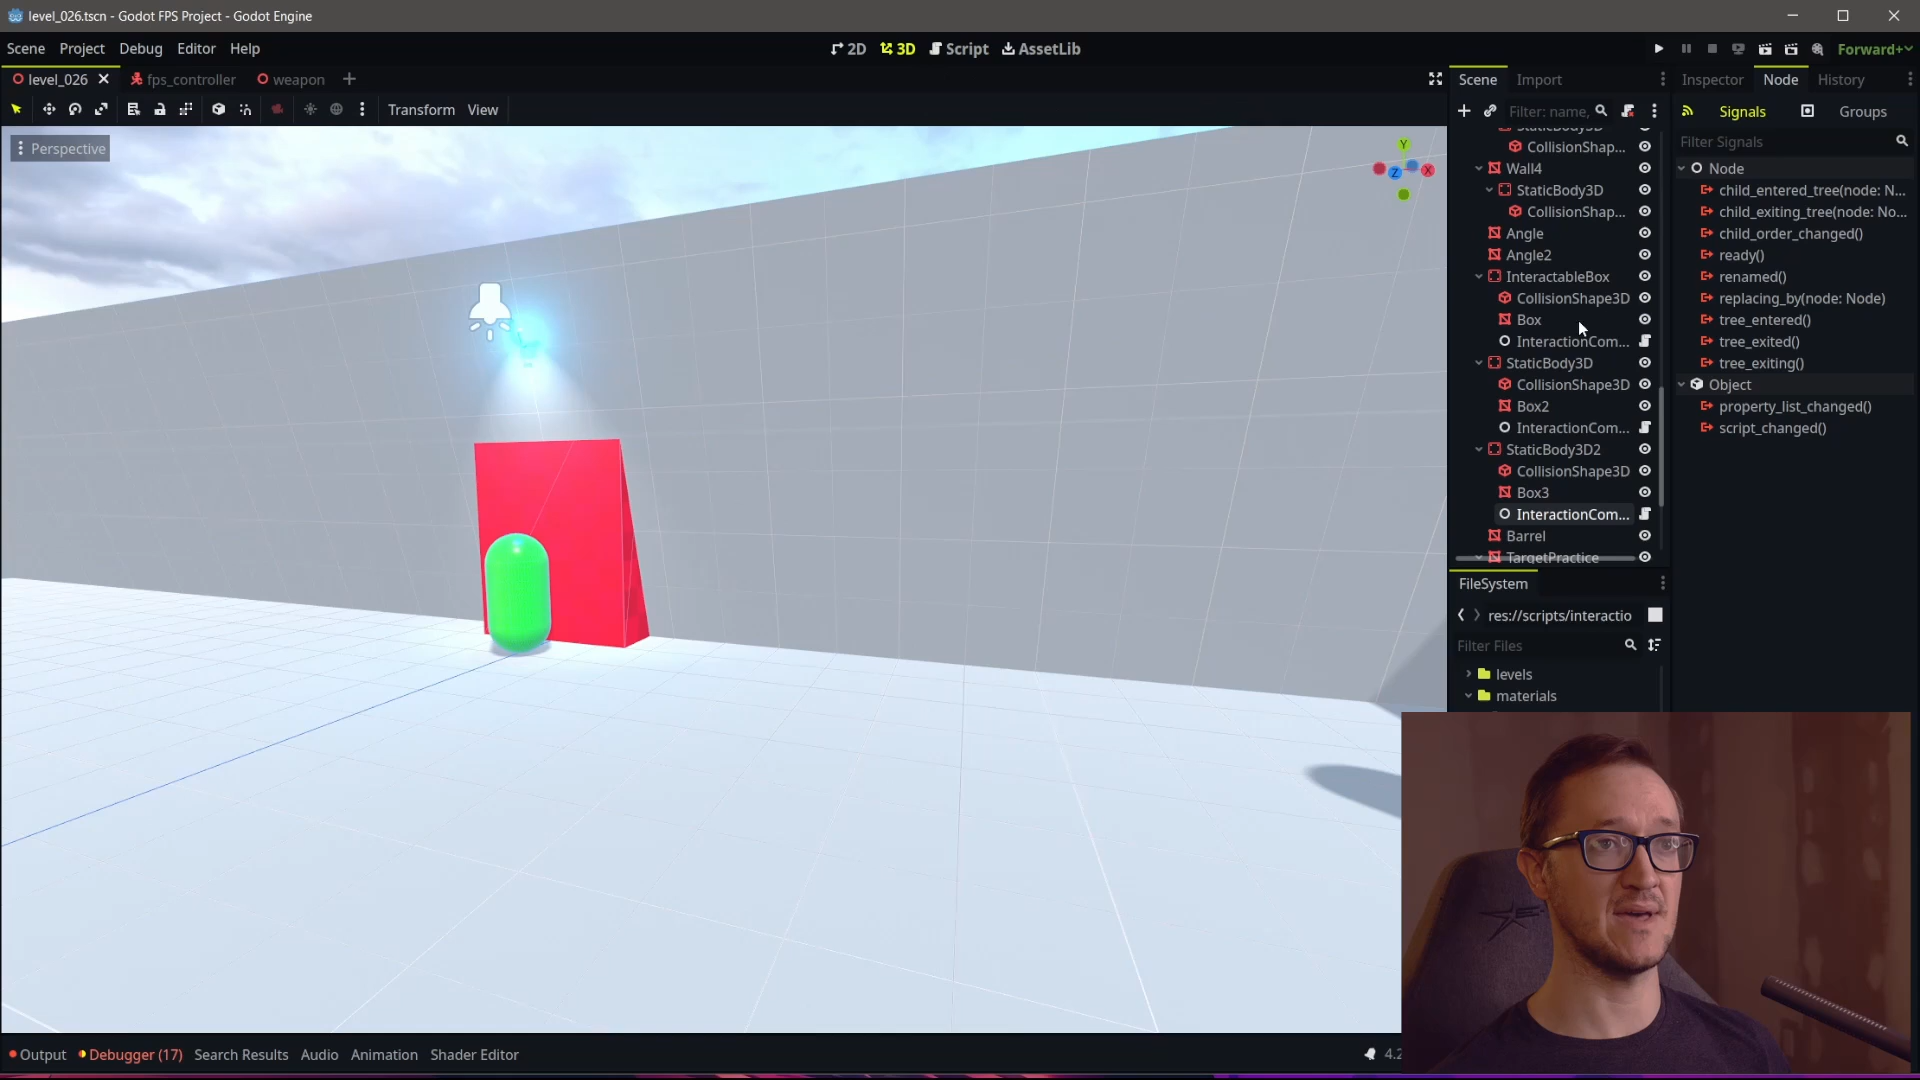 level_026.tscn - Godot FPS Project - Godot Engine
Scene Project Debug Editor Help
2D 3D Script AssetLib
Forward+
level_026 fps_controller weapon
Transform View
Perspective
Y
X
Z
Scene Import
Filter: name,
StaticBody3D
CollisionShap...
Wall4
StaticBody3D
CollisionShap...
Angle
Angle2
InteractableBox
CollisionShape3D
Box
InteractionCom...
StaticBody3D
CollisionShape3D
Box2
InteractionCom...
StaticBody3D2
CollisionShape3D
Box3
InteractionCom...
Barrel
TargetPractice
FileSystem
res://scripts/interactio
Filter Files
levels
materials
Inspector Node History
Signals Groups
Filter Signals
Node
child_entered_tree(node: N...
child_exiting_tree(node: No...
child_order_changed()
ready()
renamed()
replacing_by(node: Node)
tree_entered()
tree_exited()
tree_exiting()
Object
property_list_changed()
script_changed()
Output Debugger (17) Search Results Audio Animation Shader Editor
4.2